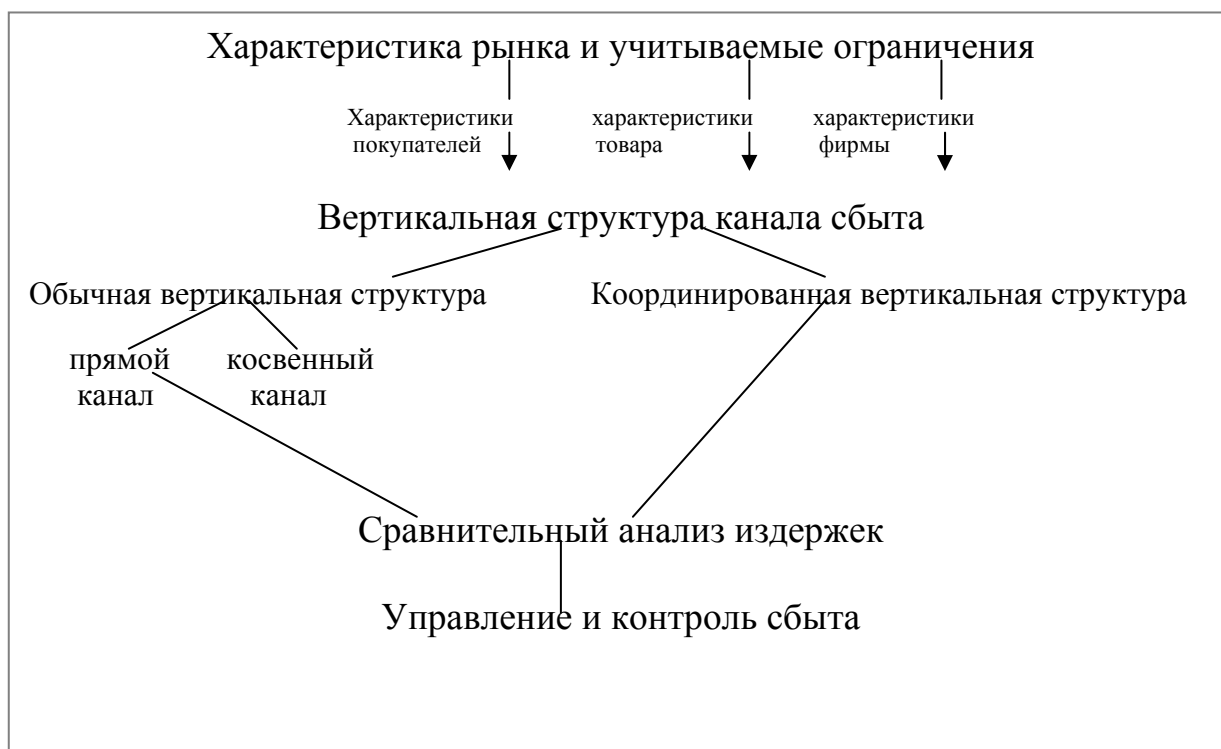 Характеристика рынка и учитываемые ограничения
Характеристики характеристики характеристики
покупателей товара фирмы
Вертикальная структура канала сбыта
Обычная вертикальная структура Координированная вертикальная структура
прямой косвенный
канал канал
Сравнительный анализ издержек
Управление и контроль сбыта